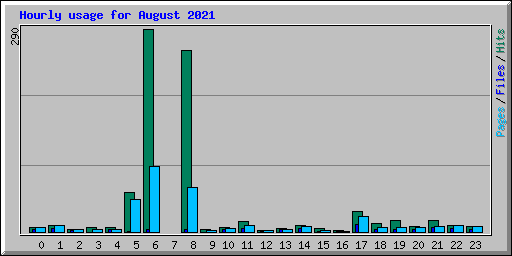 Hourly usage for August 2021
290
Pages/Files/Hits
0 1 2 3 4 5 6 7 8 9 10 11 12 13 14 15 16 17 18 19 20 21 22 23